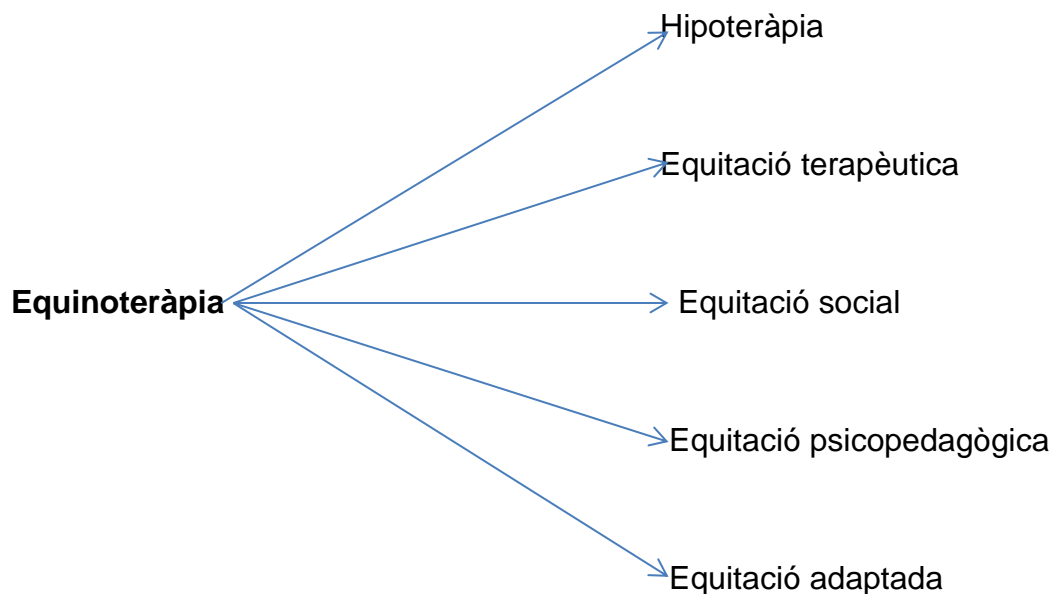 Hipoteràpia
Equitació terapèutica
Equinoteràpia
Equitació social
Equitació psicopedagògica
Equitació adaptada